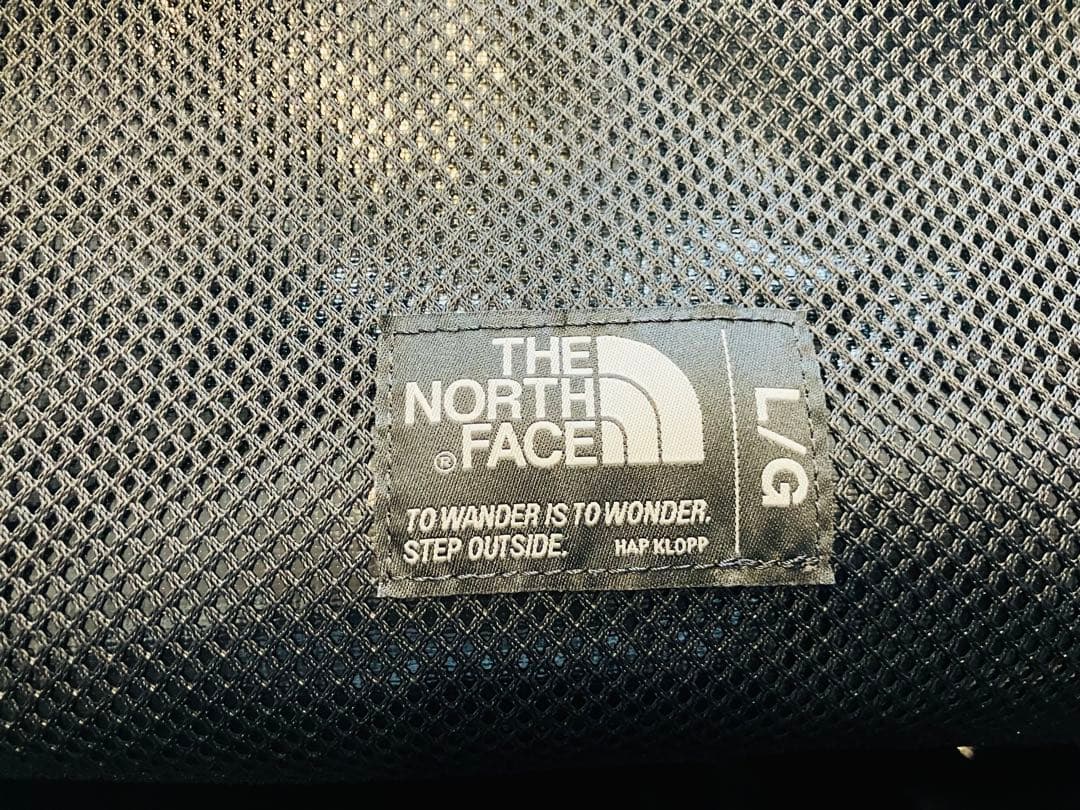 THE
NORTH
® FACE
TO WANDER IS TO WONDER.
STEP OUTSIDE. HAP KLOPP
L/G